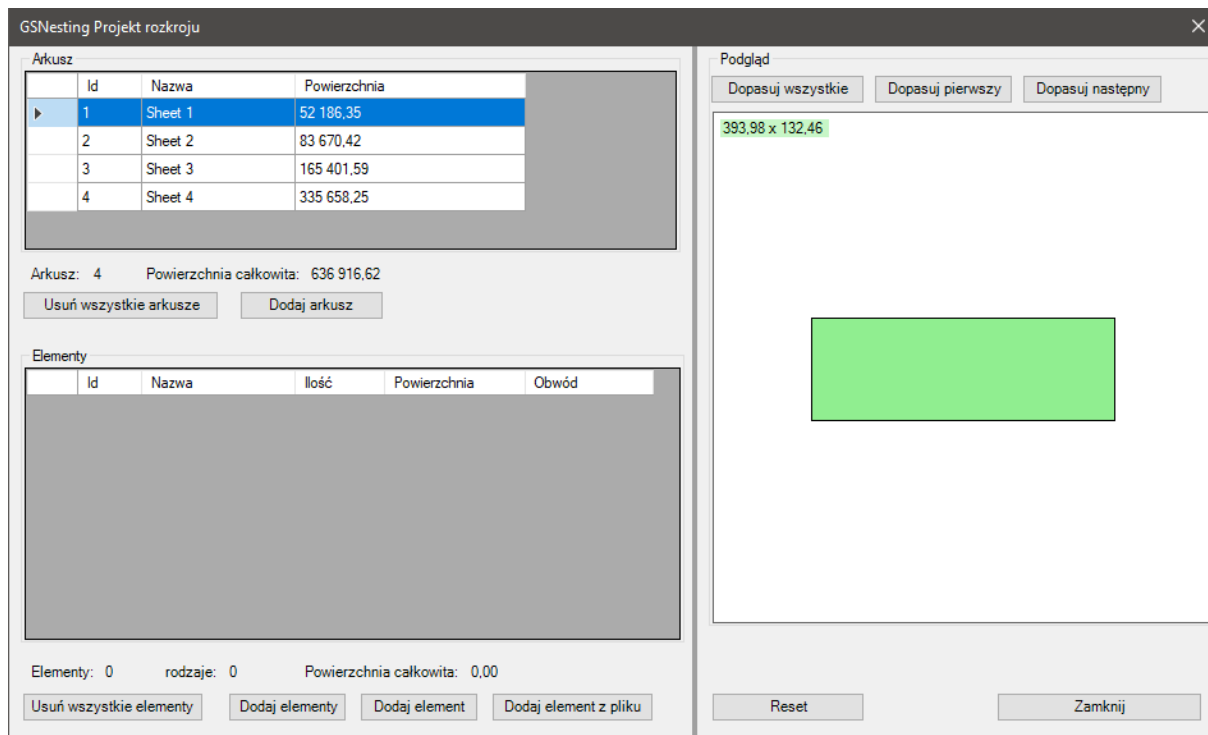 GSNesting Projekt rozkroju
Arkusz
Id Nazwa Powierzchnia
1 Sheet 1 52 186,35
2 Sheet 2 83 670,42
3 Sheet 3 165 401,59
4 Sheet 4 335 658,25
Arkusz: 4 Powierzchnia całkowita: 636 916,62
Usuń wszystkie arkusze Dodaj arkusz
Elementy
Id Nazwa Ilość Powierzchnia Obwód
Elementy: 0 rodzaje: 0 Powierzchnia całkowita: 0,00
Usuń wszystkie elementy Dodaj elementy Dodaj element Dodaj element z pliku
Podgląd
Dopasuj wszystkie Dopasuj pierwszy Dopasuj następny
393,98 x 132,46
Reset Zamknij